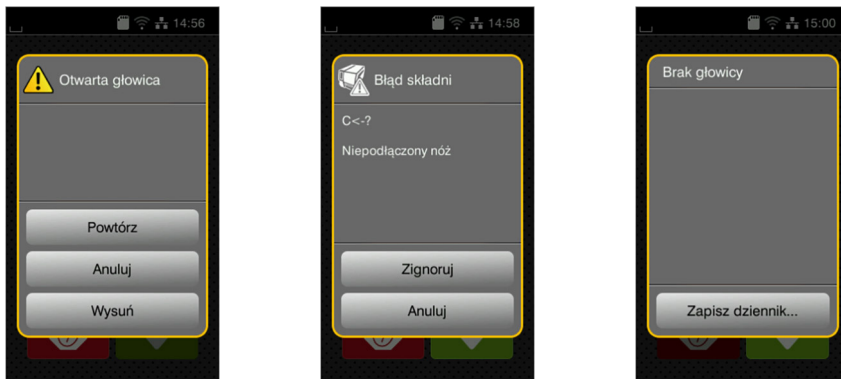 14:56
Otwarta głowica
Powtórz
Anuluj
Wysuń
14:58
Błąd składni
C<-?
Niepodłączony nóż
Zignoruj
Anuluj
15:00
Brak głowicy
Zapisz dziennik...